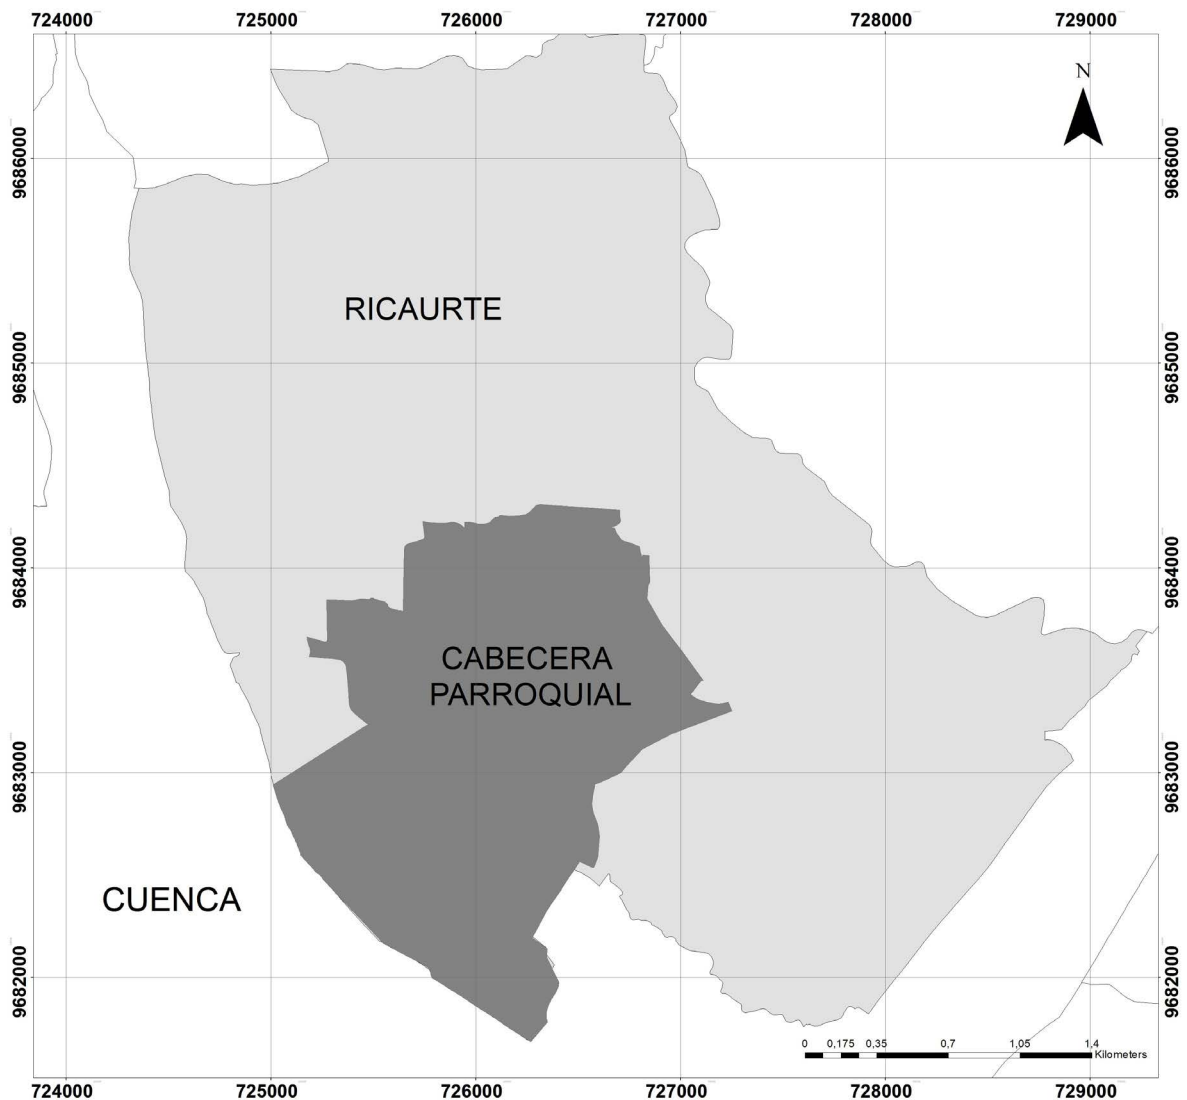 724000 725000 726000 727000 728000 729000
N
9686000 9686000
RICAURTE
9685000 9685000
9684000 9684000
CABECERA
PARROQUIAL
9683000 9683000
CUENCA
9682000 9682000
0 0,175 0,35 0,7 1,05 1,4
Kilometers
724000 725000 726000 727000 728000 729000